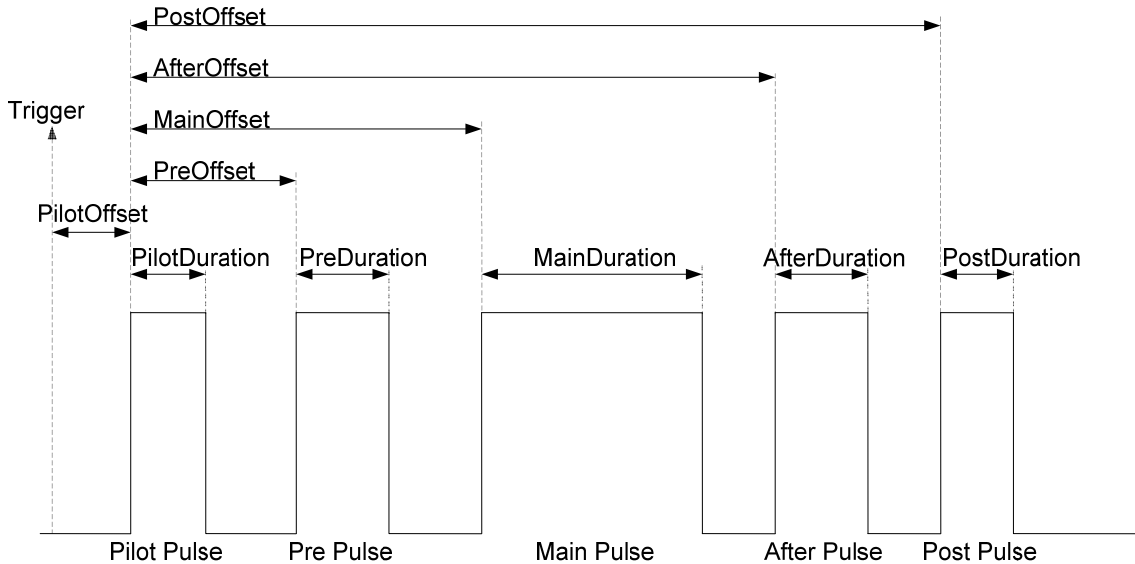 PostOffset
AfterOffset
Trigger
MainOffset
PreOffset
PilotOffset
PilotDuration
PreDuration
MainDuration
AfterDuration
PostDuration
Pilot Pulse
Pre Pulse
Main Pulse
After Pulse
Post Pulse